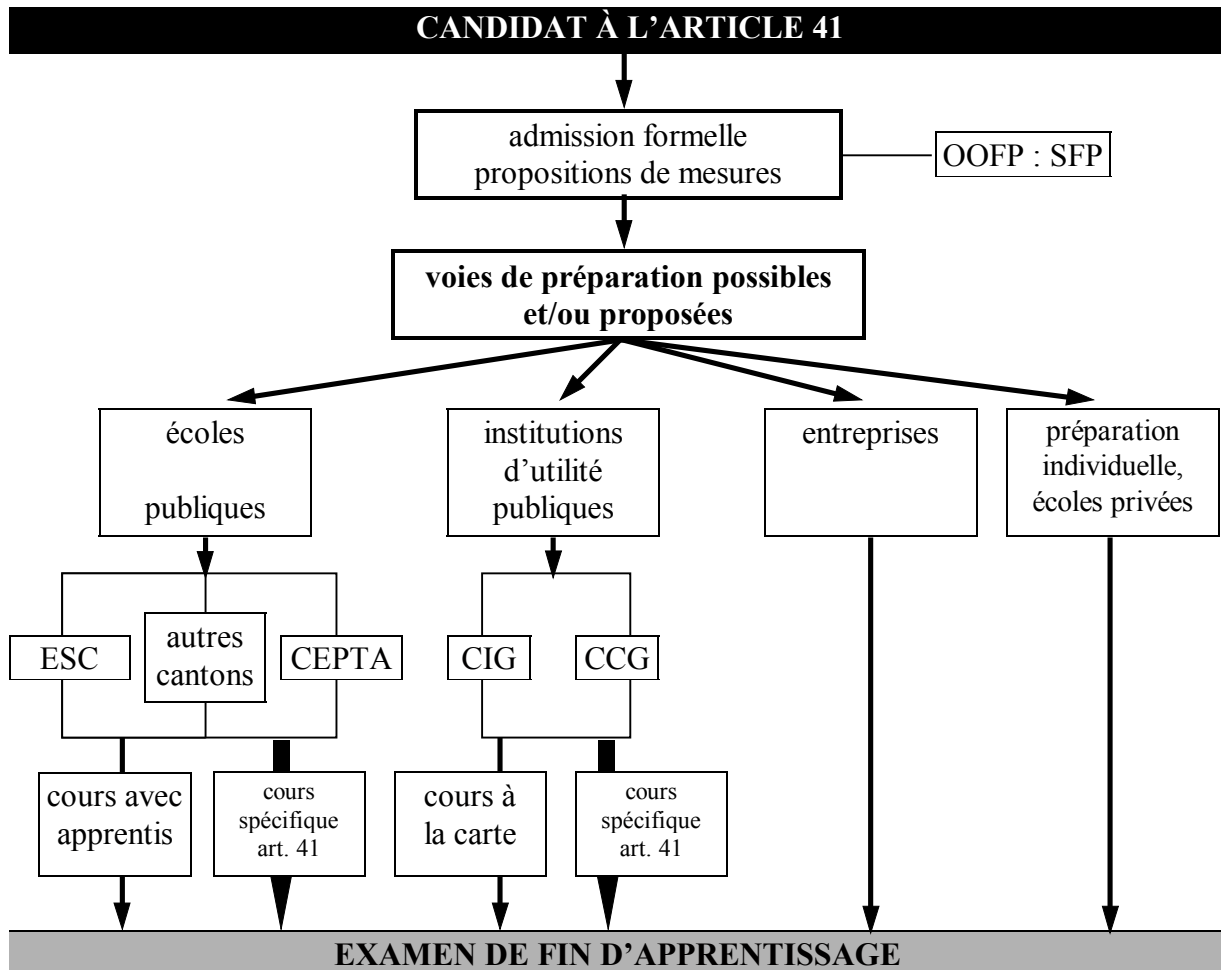 CANDIDAT À L'ARTICLE 41
admission formelle
propositions de mesures
OOFP : SFP
voies de préparation possibles
et/ou proposées
écoles
publiques
institutions
d'utilité
publiques
entreprises
préparation
individuelle,
écoles privées
ESC
autres
cantons
CEPTA
CIG
CCG
cours avec
apprentis
cours
spécifique
art. 41
cours à
la carte
cours
spécifique
art. 41
EXAMEN DE FIN D'APPRENTISSAGE